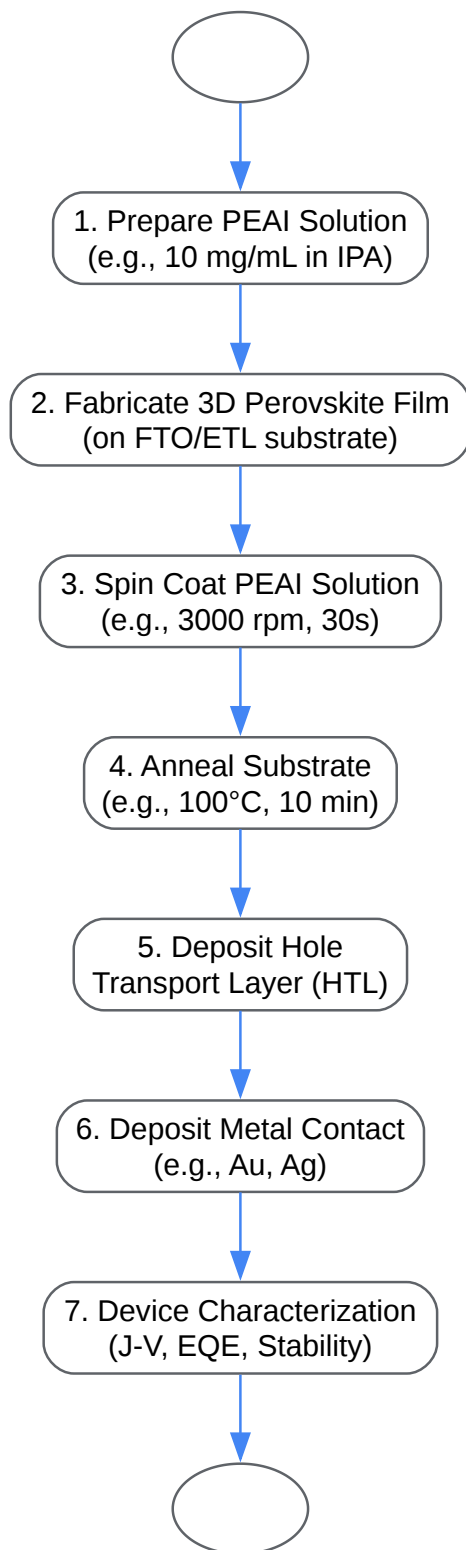 1. Prepare PEAI Solution
(e.g., 10 mg/mL in IPA)
2. Fabricate 3D Perovskite Film
(on FTO/ETL substrate)
3. Spin Coat PEAI Solution
(e.g., 3000 rpm, 30s)
4. Anneal Substrate
(e.g., 100°C, 10 min)
5. Deposit Hole
Transport Layer (HTL)
6. Deposit Metal Contact
(e.g., Au, Ag)
7. Device Characterization
(J-V, EQE, Stability)